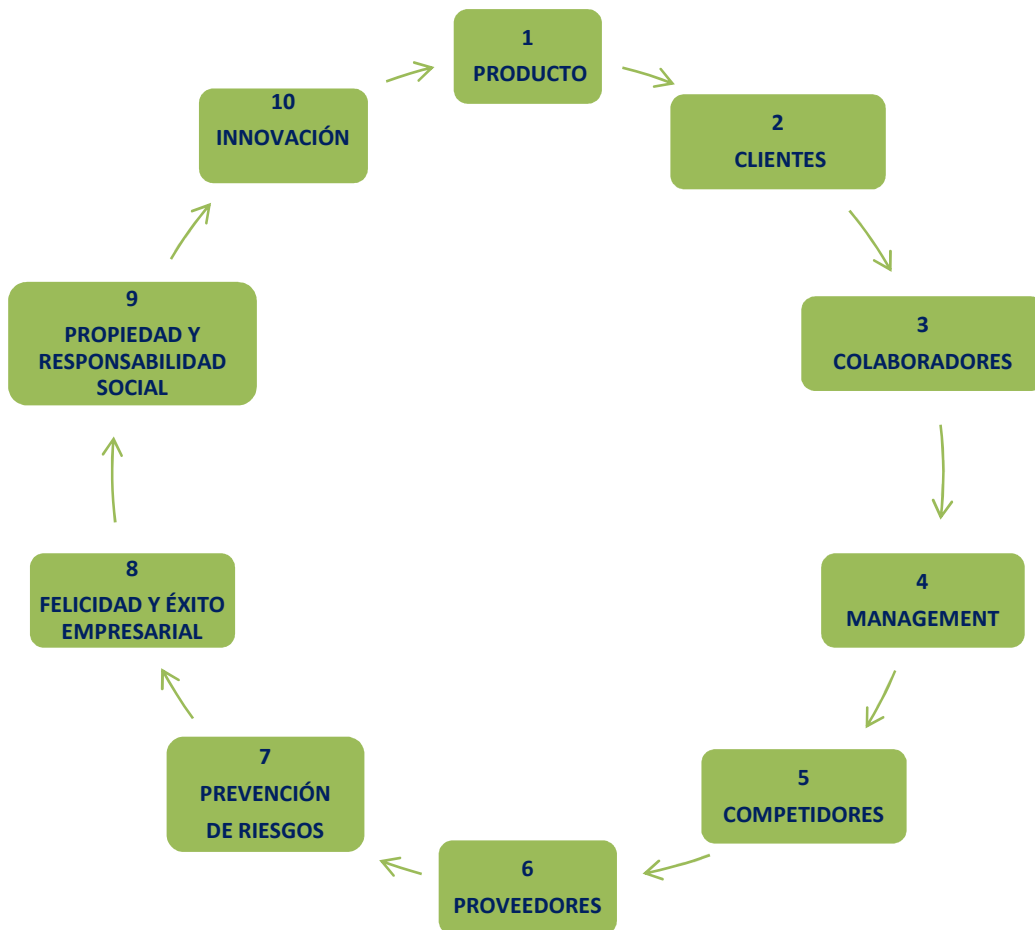 1
PRODUCTO
2
CLIENTES
3
COLABORADORES
4
MANAGEMENT
5
COMPETIDORES
6
PROVEEDORES
7
PREVENCIÓN
DE RIESGOS
8
FELICIDAD Y ÉXITO
EMPRESARIAL
9
PROPIEDAD Y
RESPONSABILIDAD
SOCIAL
10
INNOVACIÓN